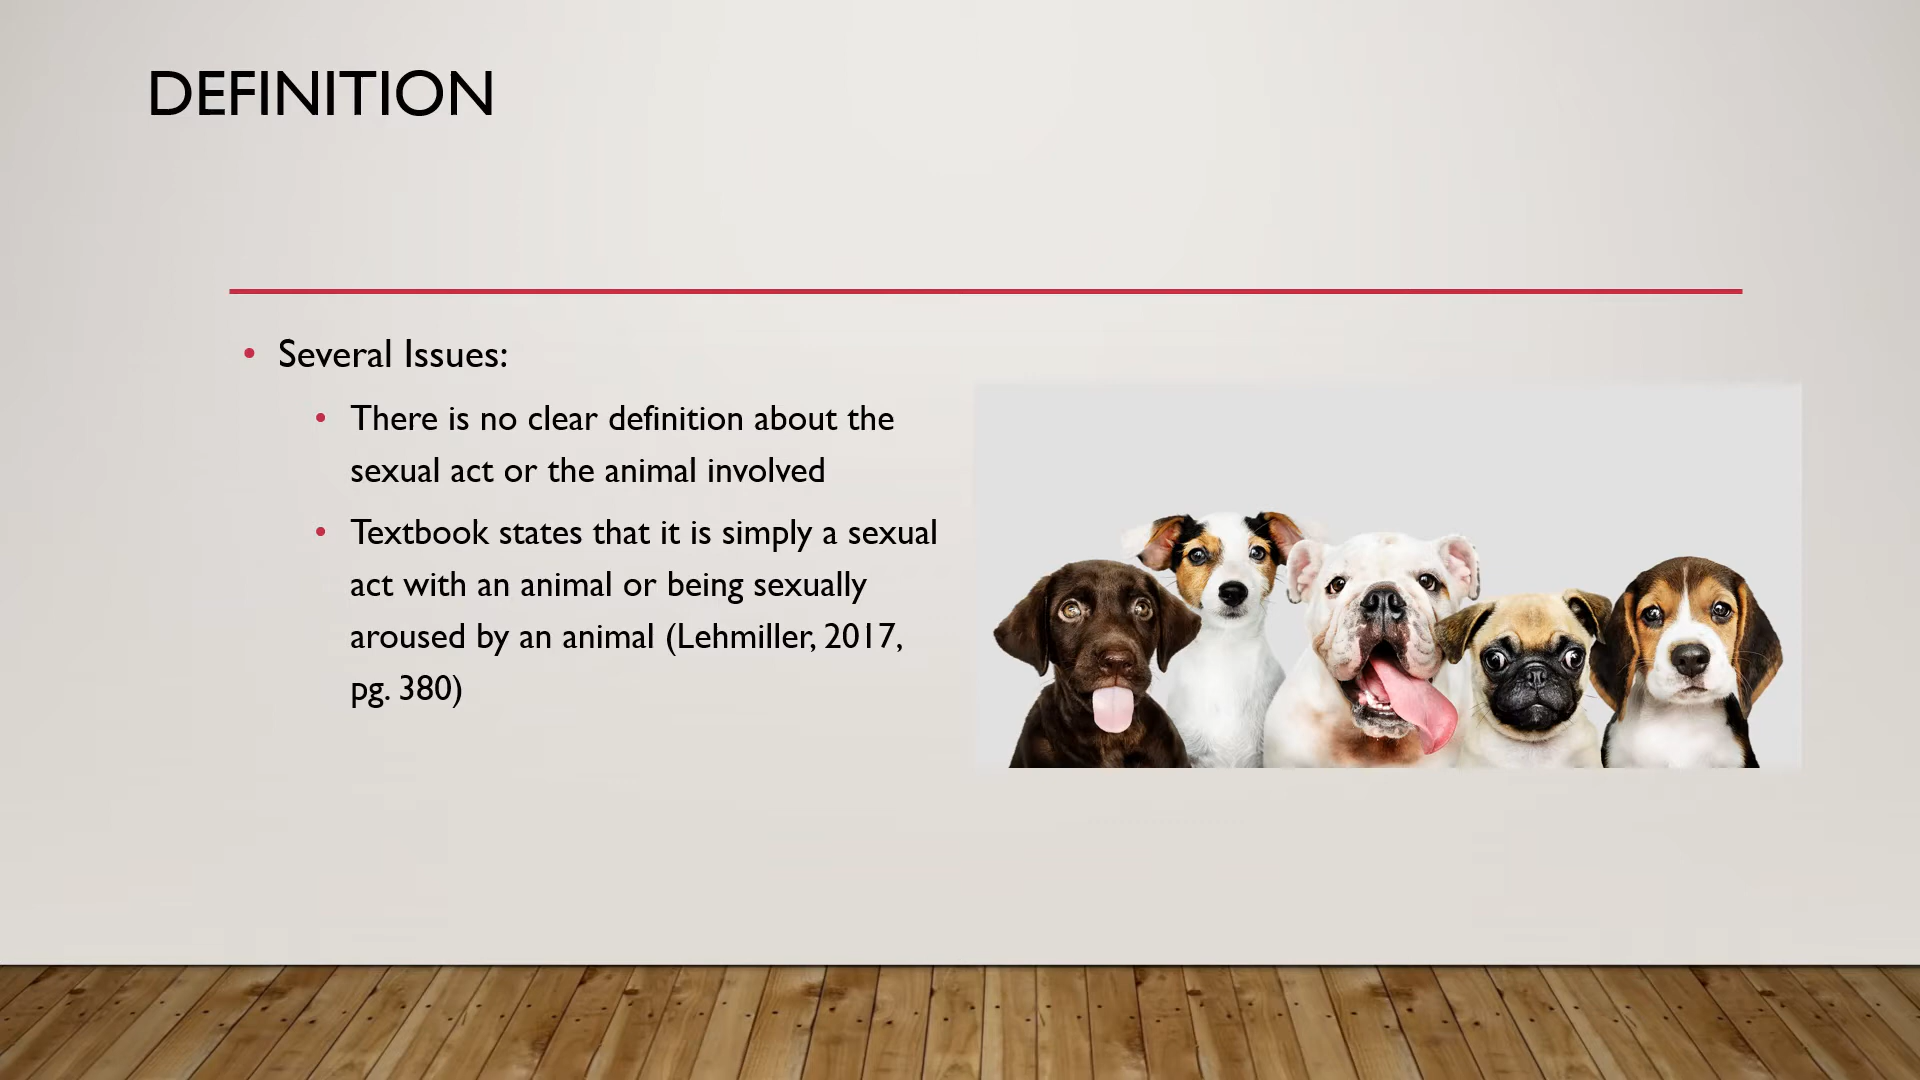 DEFINITION
• Several Issues:
• There is no clear definition about the
sexual act or the animal involved
• Textbook states that it is simply a sexual
act with an animal or being sexually
aroused by an animal (Lehmiller, 2017,
pg. 380)